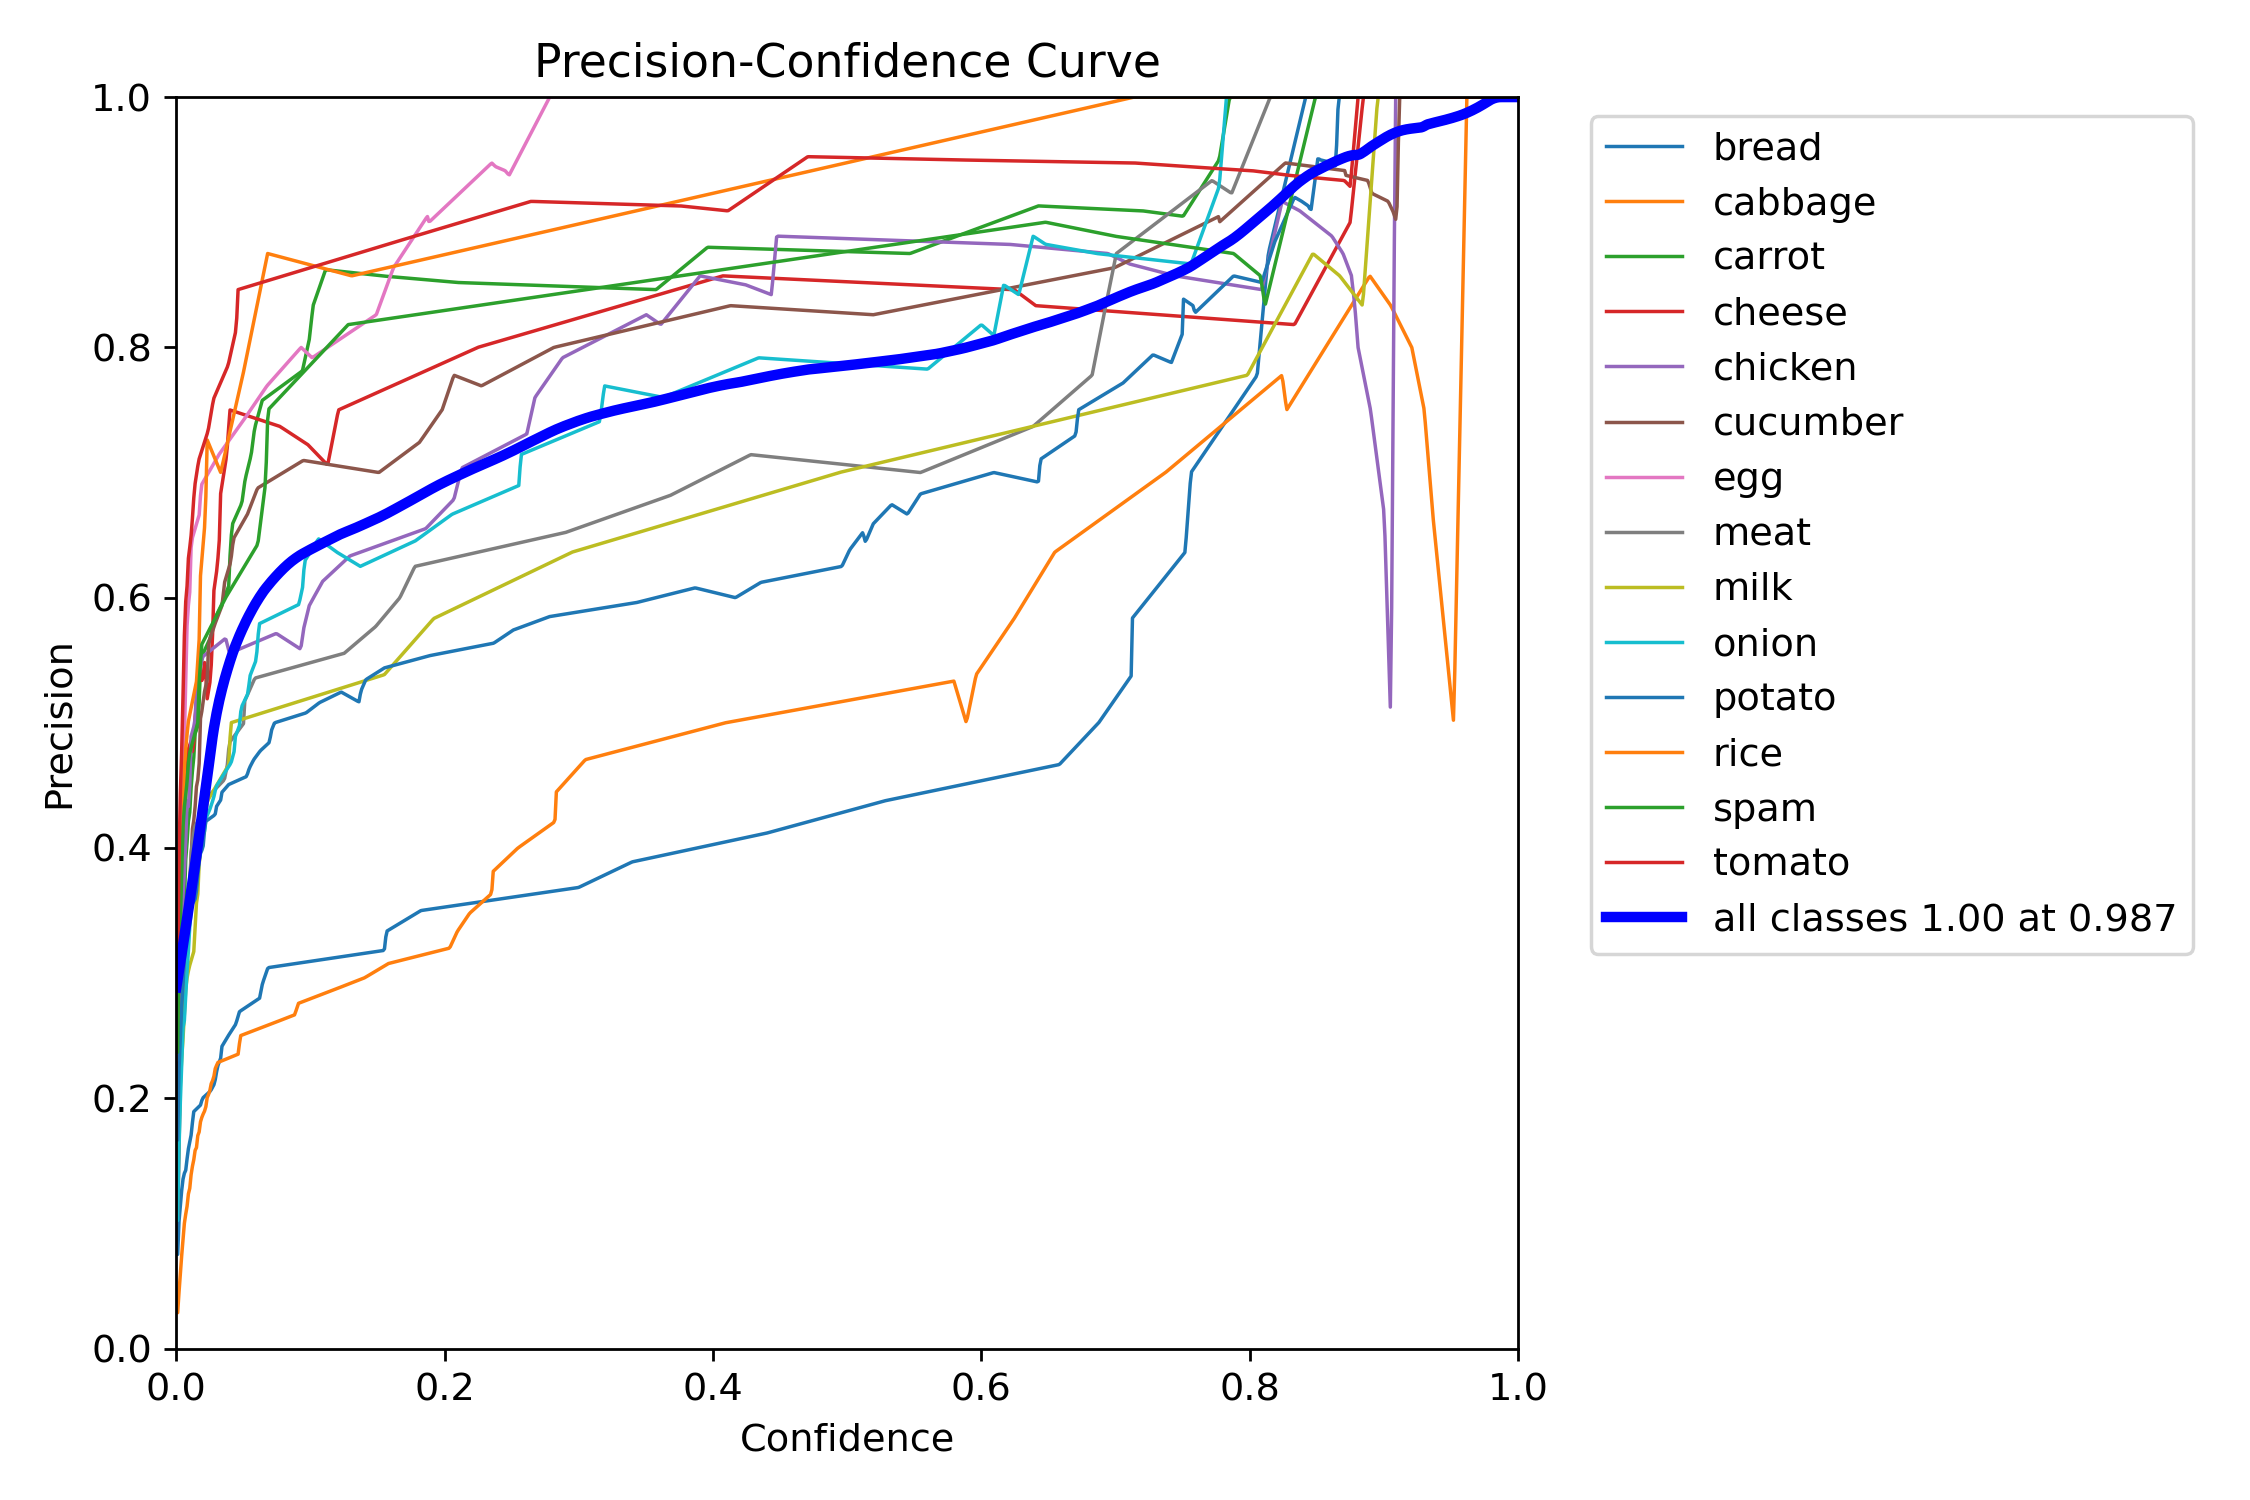 Precision-Confidence Curve
1.0
0.8
0.6
0.4
0.2
0.0
Precision
0.0 0.2 0.4 0.6 0.8 1.0
Confidence
bread
cabbage
carrot
cheese
chicken
cucumber
egg
meat
milk
onion
potato
rice
spam
tomato
all classes 1.00 at 0.987